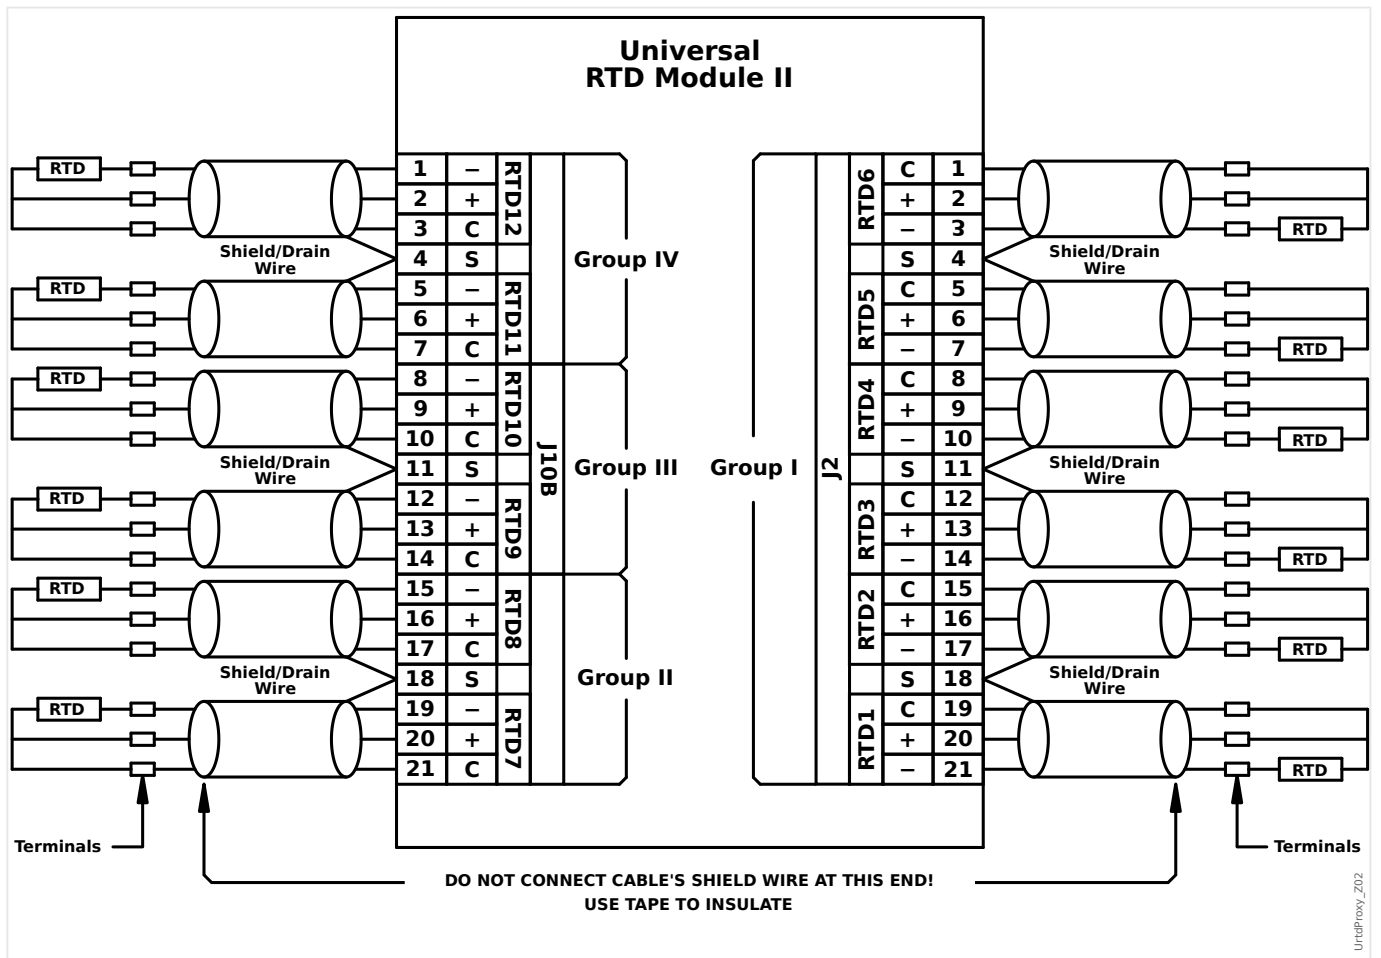 Universal
RTD Module II
RTD 1 − RTD12 RTD6 C 1
2 + + 2
3 C − 3 RTD
Shield/Drain
Wire
4 S Group IV S 4
Shield/Drain
Wire
RTD 5 − RTD11 RTD5 C 5
6 + + 6
7 C − 7 RTD
RTD 8 − RTD10 RTD4 C 8
9 + + 9
10 C − 10 RTD
Shield/Drain
Wire
11 S J10B Group III Group I J2 S 11
Shield/Drain
Wire
RTD 12 − RTD9 RTD3 C 12
13 + + 13
14 C − 14 RTD
RTD 15 − RTD8 RTD2 C 15
16 + + 16
17 C − 17 RTD
Shield/Drain
Wire
18 S Group II S 18
Shield/Drain
Wire
RTD 19 − RTD7 RTD1 C 19
20 + + 20
21 C − 21 RTD
Terminals
Terminals
DO NOT CONNECT CABLE'S SHIELD WIRE AT THIS END!
USE TAPE TO INSULATE
UrtdProxy_Z02